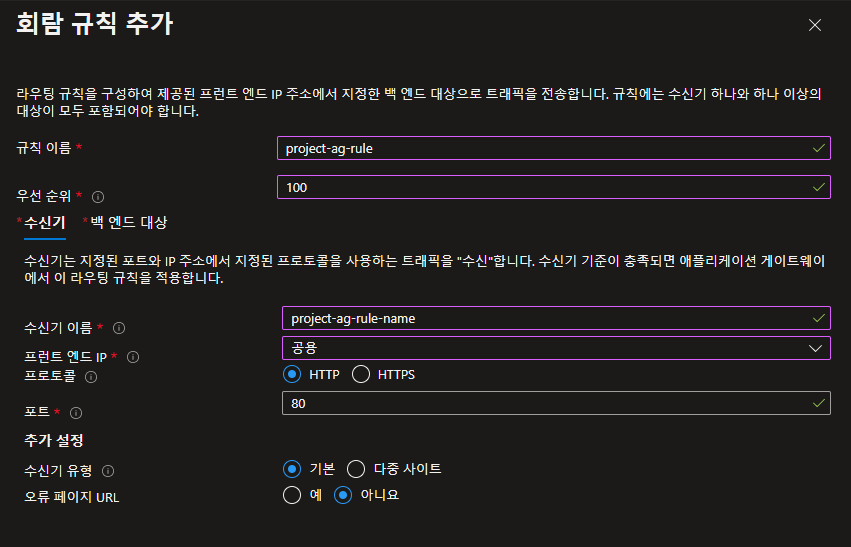 회람 규칙 추가
라우팅 규칙을 구성하여 제공된 프런트 엔드 IP 주소에서 지정한 백 엔드 대상으로 트래픽을 전송합니다. 규칙에는 수신기 하나와 하나 이상의
대상이 모두 포함되어야 합니다.
규칙 이름 * project-ag-rule
우선 순위 * 100
* 수신기 * 백 엔드 대상
수신기는 지정된 포트와 IP 주소에서 지정된 프로토콜을 사용하는 트래픽을 "수신"합니다. 수신기 기준이 충족되면 애플리케이션 게이트웨이
에서 이 라우팅 규칙을 적용합니다.
수신기 이름 * project-ag-rule-name
프런트 엔드 IP * 공용
프로토콜 HTTP HTTPS
포트 * 80
추가 설정
수신기 유형 기본 다중 사이트
오류 페이지 URL 예 아니요